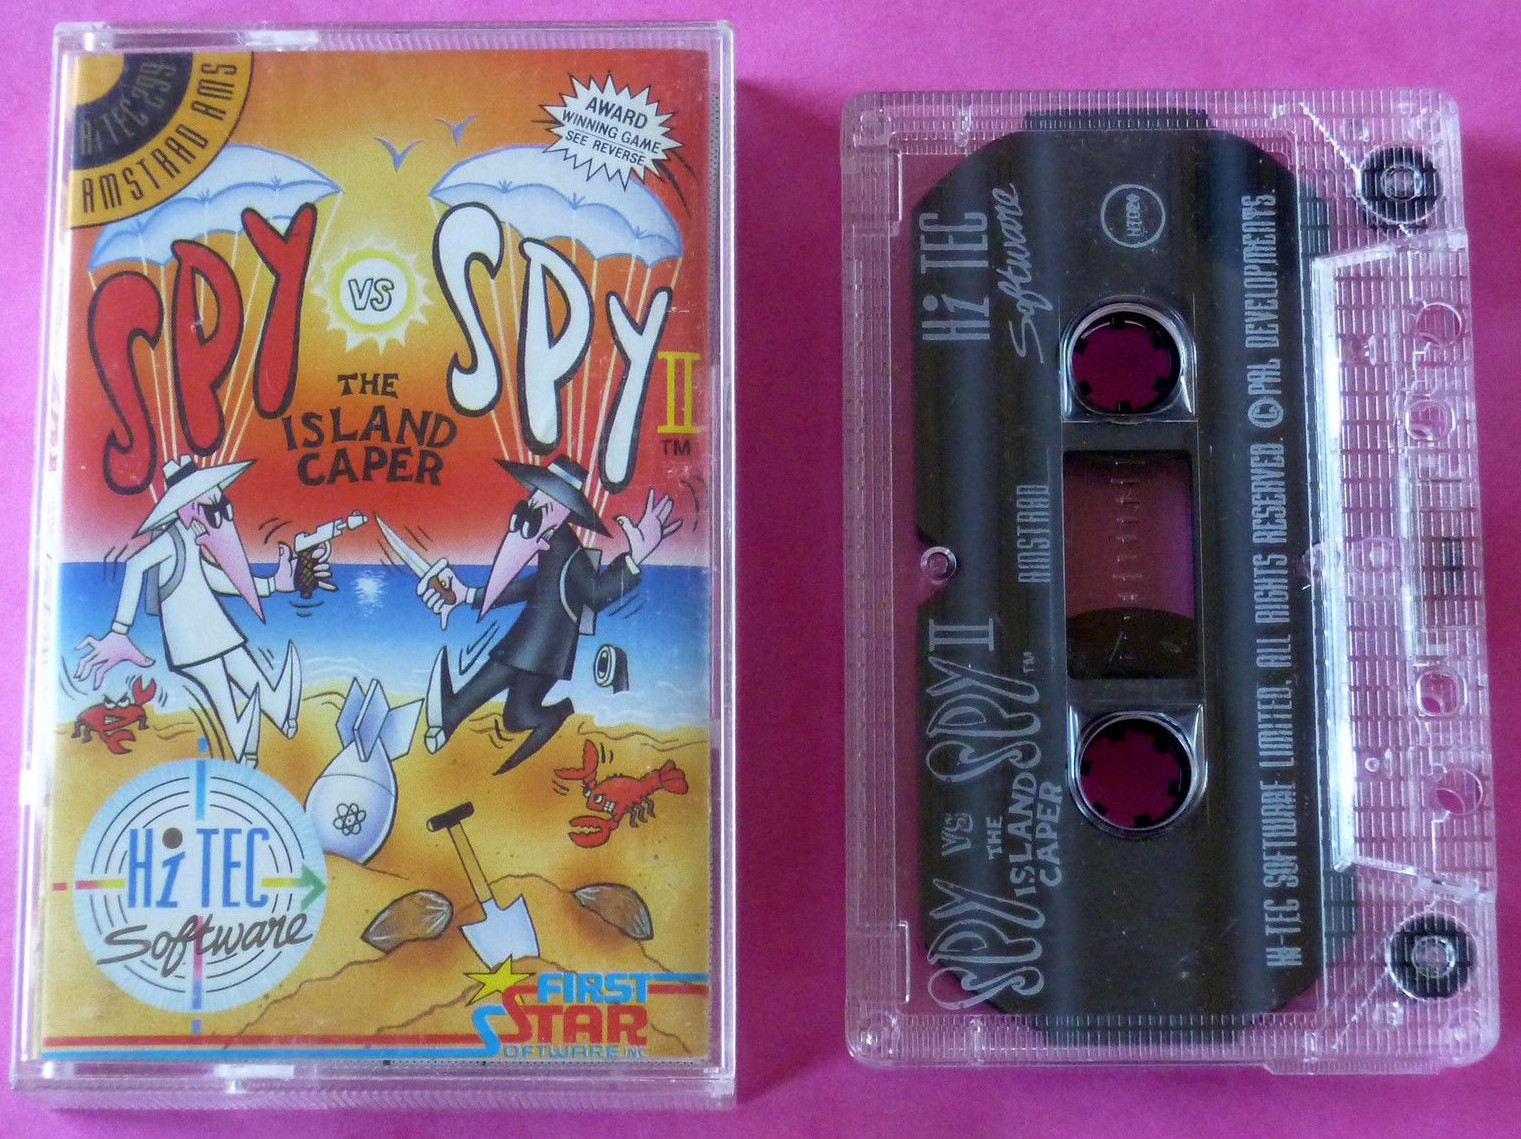 Hi TEC 299
AMSTRAD AMS
AWARD
WINNING GAME
SEE REVERSE
SPY
VS
SPY
II
TM
THE
ISLAND
CAPER
Hi TEC
Software
FIRST
STAR
SOFTWARE INC
Hi TEC
Software
AMSTRAD
SPY VS SPY II
TM
THE
ISLAND
CAPER
HI-TEC SOFTWARE LIMITED, ALL RIGHTS RESERVED. © PAL DEVELOPMENTS.